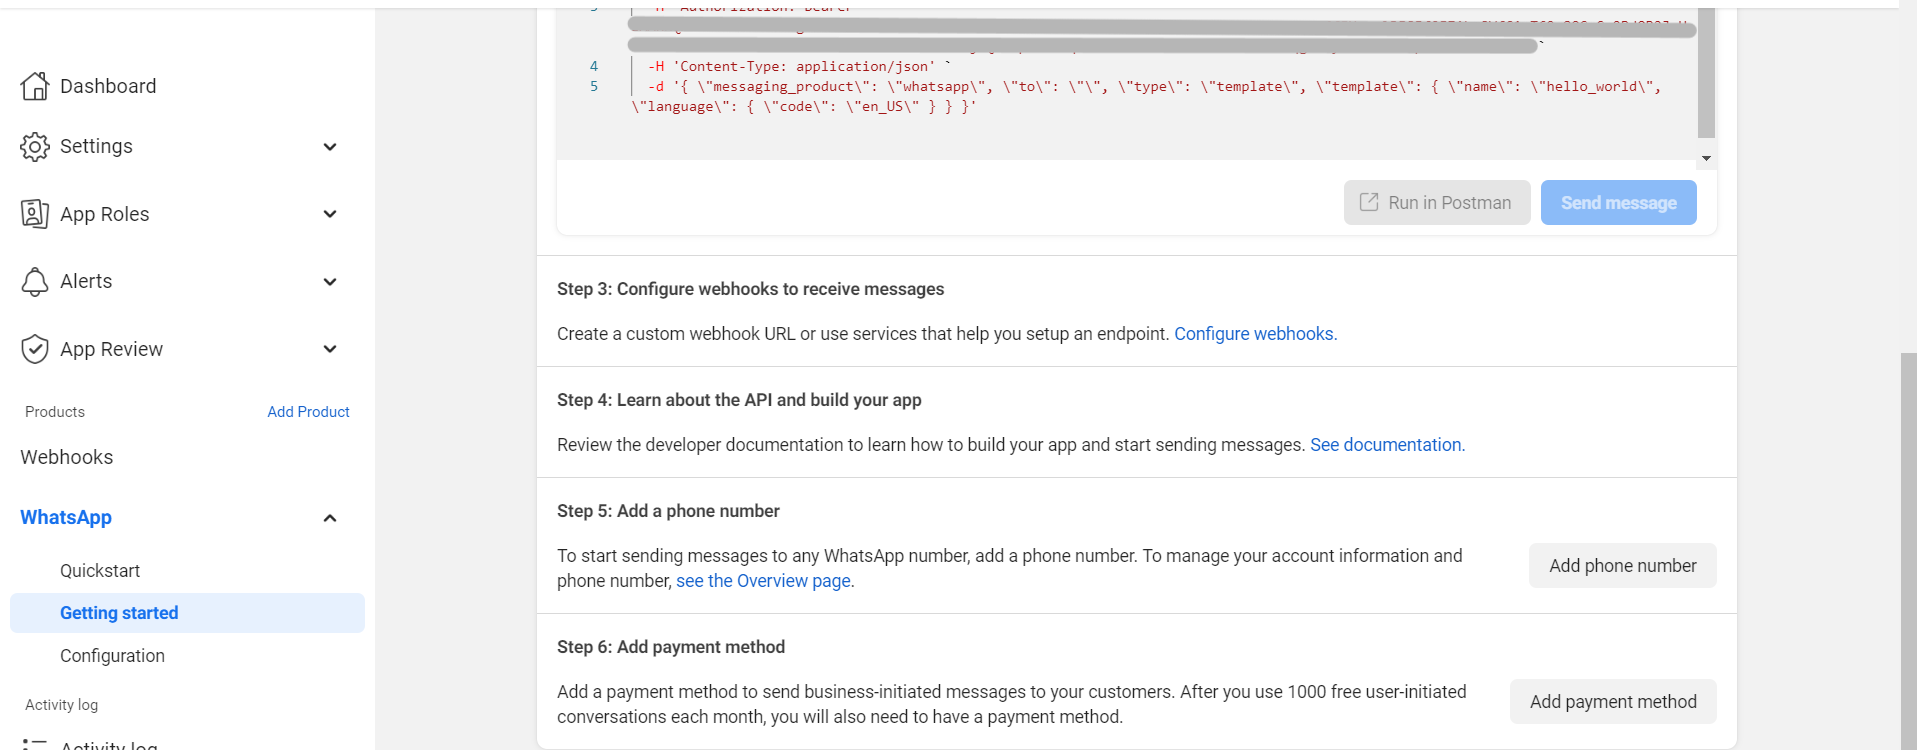 Dashboard
Settings
App Roles
Alerts
App Review
Products
Add Product
Webhooks
WhatsApp
Quickstart
Getting started
Configuration
Activity log
Activity log
3 -H 'Authorization: Bearer
`
4 -H 'Content-Type: application/json' `
5 -d '{ \"messaging_product\": \"whatsapp\", \"to\": \"\", \"type\": \"template\", \"template\": { \"name\": \"hello_world\",
\"language\": { \"code\": \"en_US\" } } }'
Run in Postman
Send message
Step 3: Configure webhooks to receive messages
Create a custom webhook URL or use services that help you setup an endpoint. Configure webhooks.
Step 4: Learn about the API and build your app
Review the developer documentation to learn how to build your app and start sending messages. See documentation.
Step 5: Add a phone number
To start sending messages to any WhatsApp number, add a phone number. To manage your account information and
phone number, see the Overview page.
Add phone number
Step 6: Add payment method
Add a payment method to send business-initiated messages to your customers. After you use 1000 free user-initiated
conversations each month, you will also need to have a payment method.
Add payment method